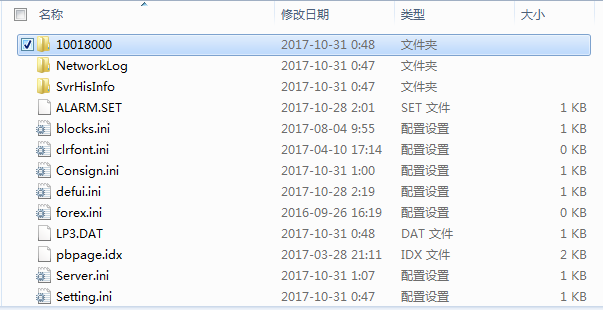 名称 修改日期 类型 大小
10018000 2017-10-31 0:48 文件夹
NetworkLog 2017-10-31 0:47 文件夹
SvrHisInfo 2017-10-31 0:47 文件夹
ALARM.SET 2017-10-28 2:01 SET 文件 1 KB
blocks.ini 2017-08-04 9:55 配置设置 1 KB
clrfont.ini 2017-04-10 17:14 配置设置 0 KB
Consign.ini 2017-10-31 1:00 配置设置 1 KB
defui.ini 2017-10-28 2:19 配置设置 1 KB
forex.ini 2016-09-26 16:19 配置设置 0 KB
LP3.DAT 2017-10-31 0:48 DAT 文件 1 KB
pbpage.idx 2017-03-28 21:11 IDX 文件 2 KB
Server.ini 2017-10-31 1:07 配置设置 1 KB
Setting.ini 2017-10-31 0:47 配置设置 1 KB